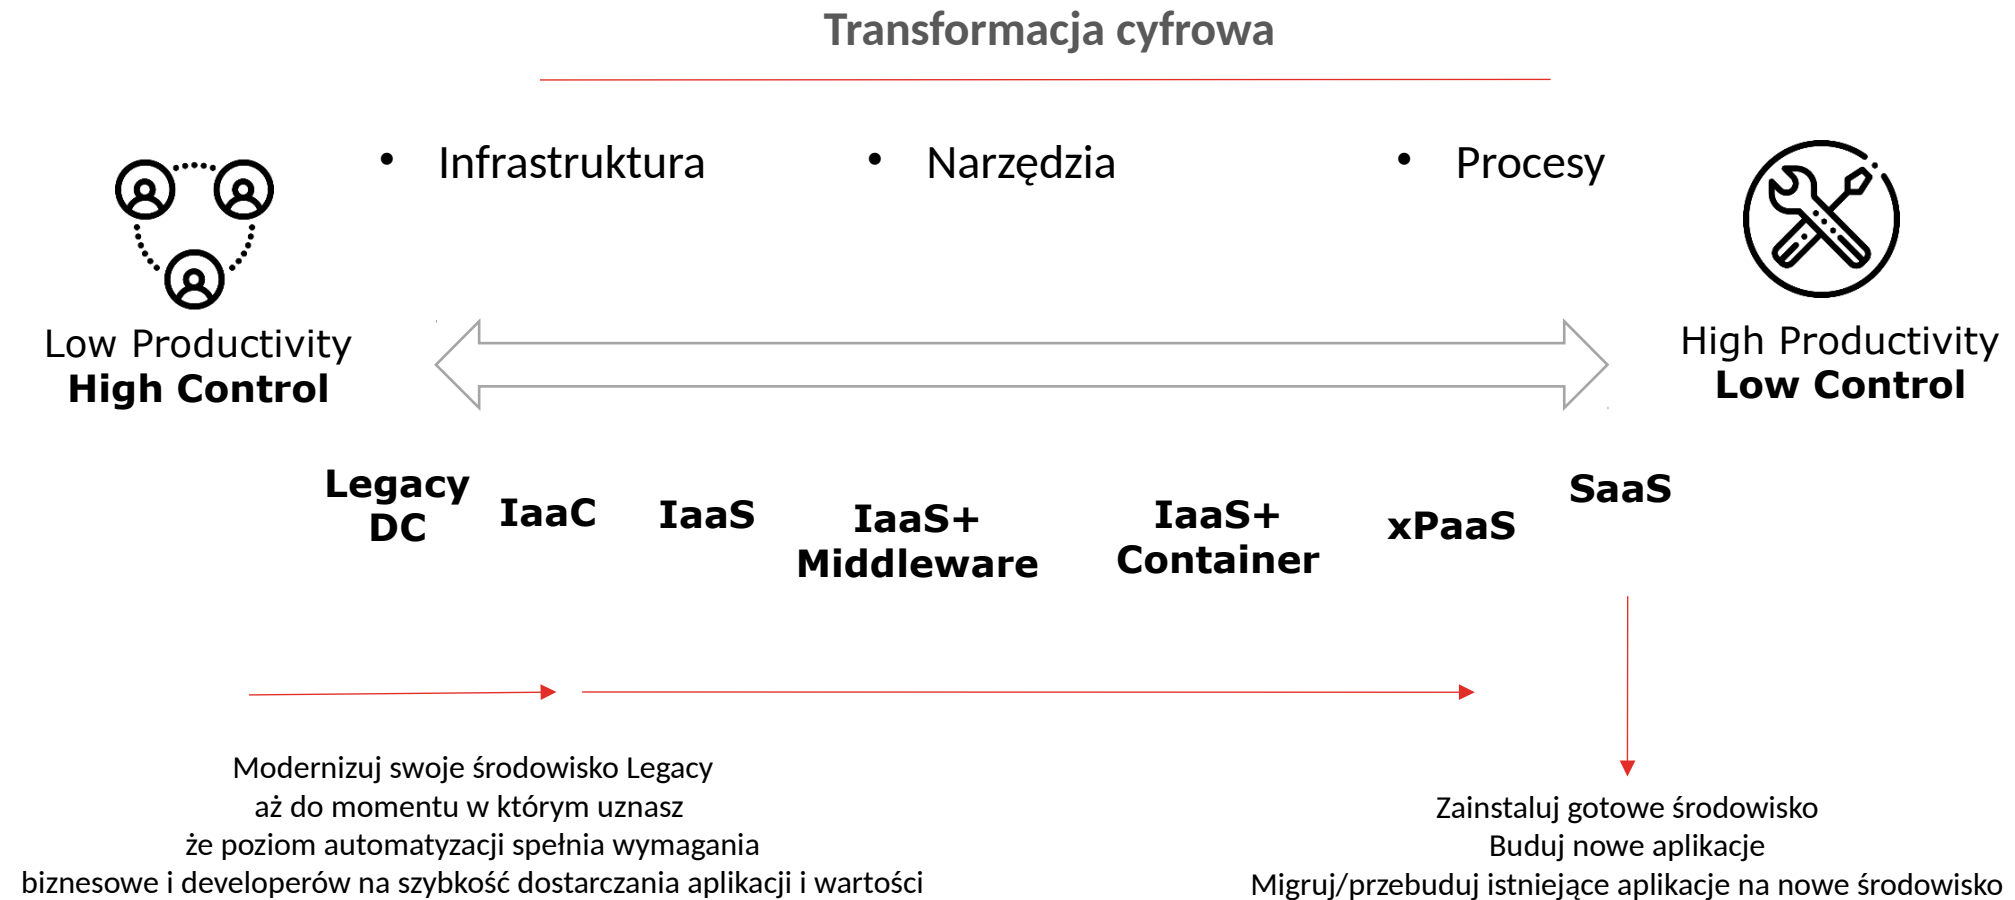 Transformacja cyfrowa
• Infrastruktura
• Narzędzia
• Procesy
Low Productivity
High Control
High Productivity
Low Control
Legacy
DC
IaaC
IaaS
IaaS+
Middleware
IaaS+
Container
xPaaS
SaaS
Modernizuj swoje środowisko Legacy
aż do momentu w którym uznasz
że poziom automatyzacji spełnia wymagania
biznesowe i developerów na szybkość dostarczania aplikacji i wartości
Zainstaluj gotowe środowisko
Buduj nowe aplikacje
Migruj/przebuduj istniejące aplikacje na nowe środowisko